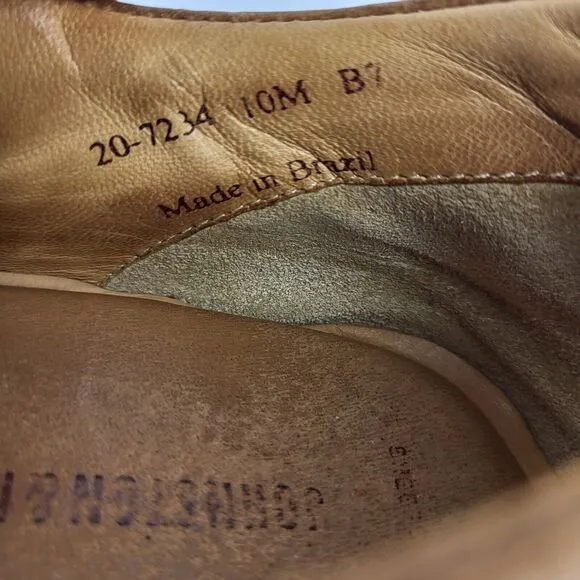 20-7234 10M B7
Made in Brazil
JOHNSTON &